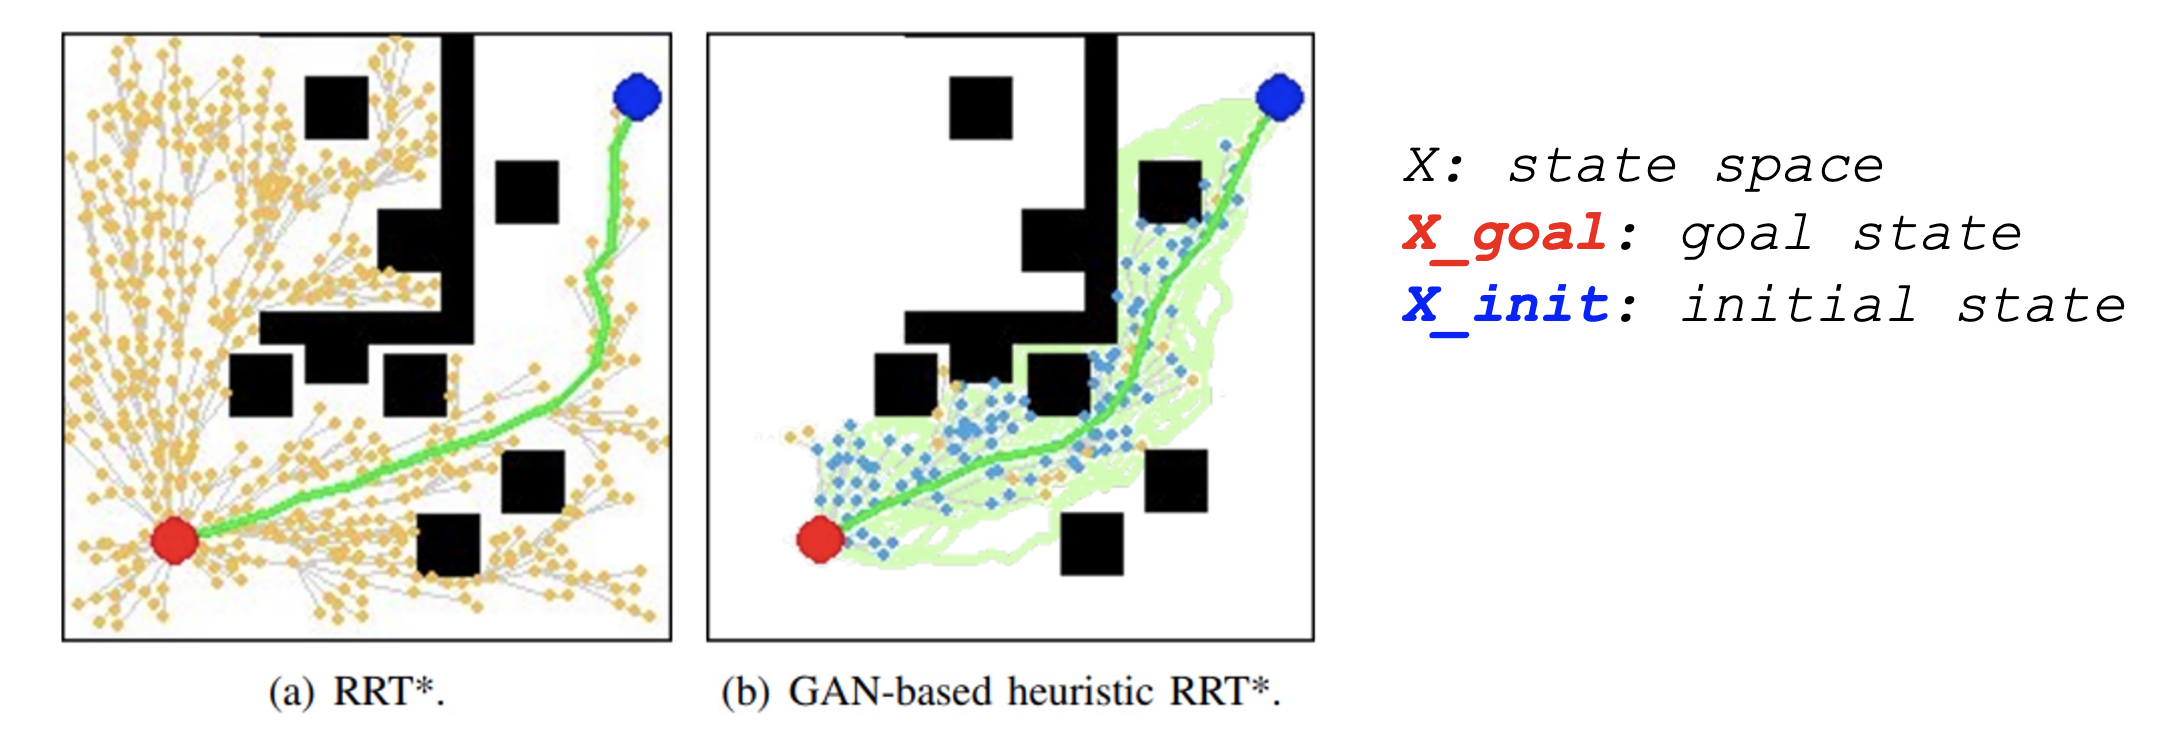 X: state space
X_goal: goal state
X_init: initial state
(a) RRT*.
(b) GAN-based heuristic RRT*.